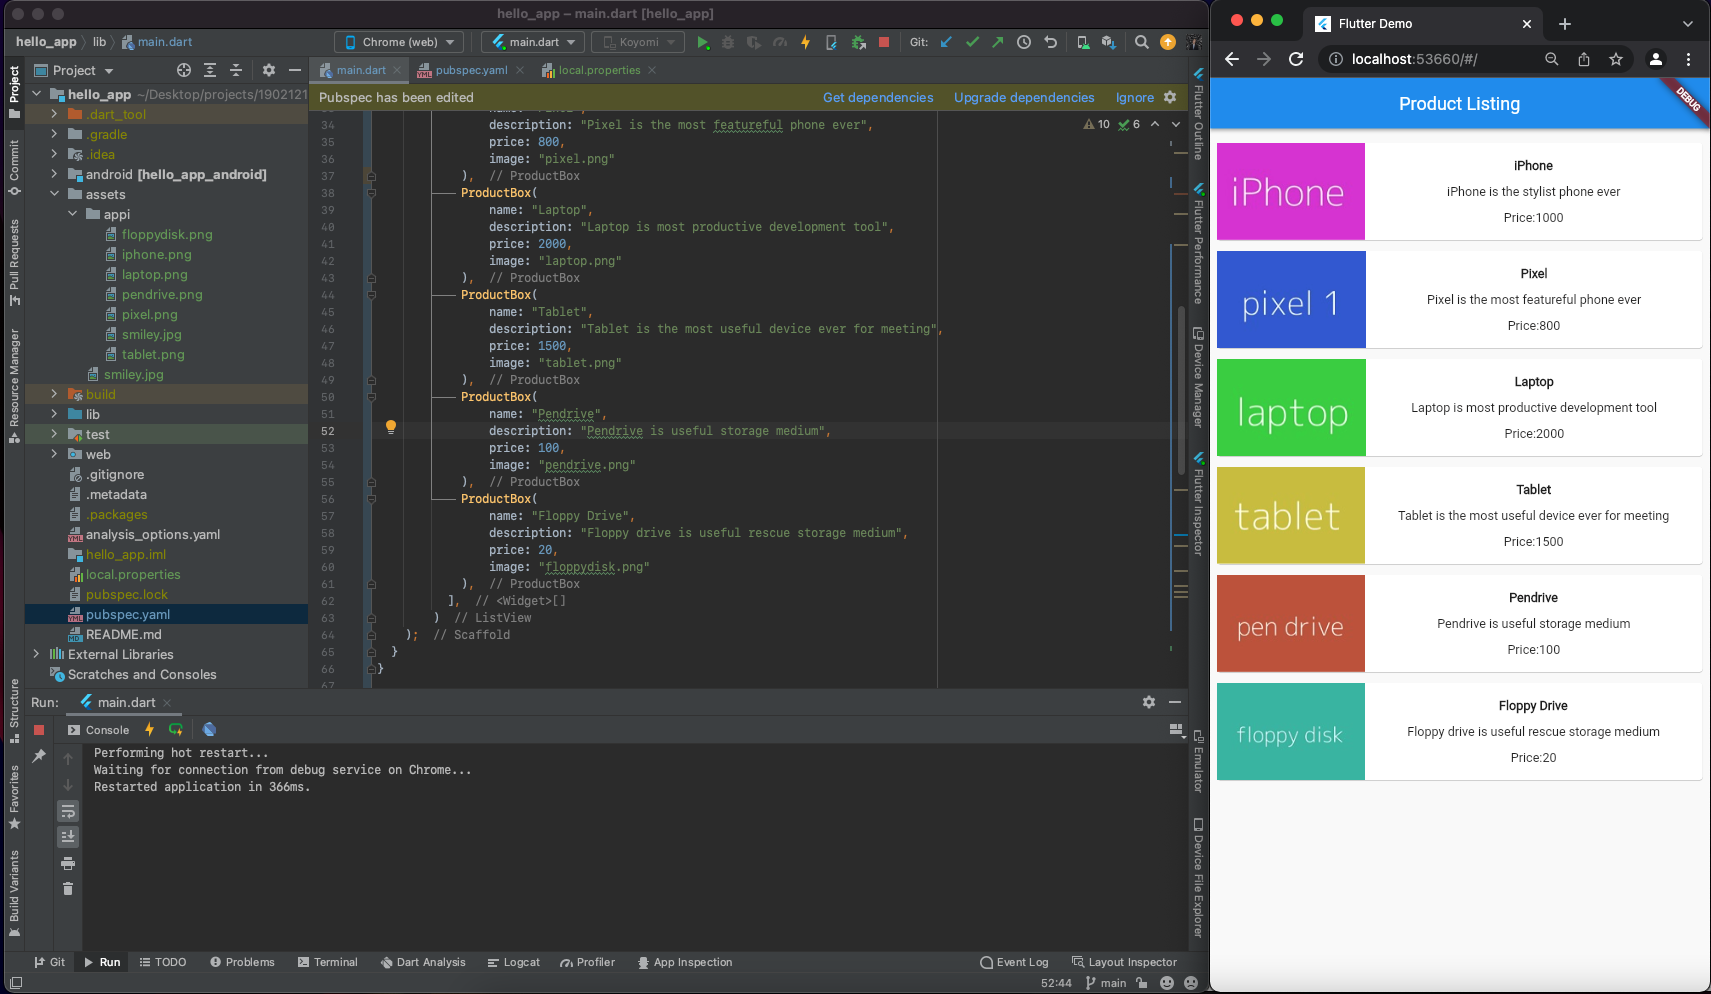 hello_app – main.dart [hello_app]
hello_app lib main.dart
Chrome (web) main.dart Koyomi Git:
Project
main.dart pubspec.yaml local.properties
Pubspec has been edited Get dependencies Upgrade dependencies Ignore
hello_app ~/Desktop/projects/1902121
.dart_tool
.gradle
.idea
android [hello_app_android]
assets
appi
floppydisk.png
iphone.png
laptop.png
pendrive.png
pixel.png
smiley.jpg
tablet.png
smiley.jpg
build
lib
test
web
.gitignore
.metadata
.packages
analysis_options.yaml
hello_app.iml
local.properties
pubspec.lock
pubspec.yaml
README.md
External Libraries
Scratches and Consoles
Project
Commit
Pull Requests
Resource Manager
Structure
Favorites
Build Variants
10 6
34 description: "Pixel is the most featureful phone ever",
35 price: 800,
36 image: "pixel.png"
37 ), // ProductBox
38 ProductBox(
39 name: "Laptop",
40 description: "Laptop is most productive development tool",
41 price: 2000,
42 image: "laptop.png"
43 ), // ProductBox
44 ProductBox(
45 name: "Tablet",
46 description: "Tablet is the most useful device ever for meeting",
47 price: 1500,
48 image: "tablet.png"
49 ), // ProductBox
50 ProductBox(
51 name: "Pendrive",
52 description: "Pendrive is useful storage medium",
53 price: 100,
54 image: "pendrive.png"
55 ), // ProductBox
56 ProductBox(
57 name: "Floppy Drive",
58 description: "Floppy drive is useful rescue storage medium",
59 price: 20,
60 image: "floppydisk.png"
61 ), // ProductBox
62 ], // <Widget>[]
63 ) // ListView
64 ); // Scaffold
65 }
66 }
67
Flutter Outline
Flutter Performance
Device Manager
Flutter Inspector
Emulator
Device File Explorer
Run: main.dart
Console
Performing hot restart...
Waiting for connection from debug service on Chrome...
Restarted application in 366ms.
Git Run TODO Problems Terminal Dart Analysis Logcat Profiler App Inspection Event Log Layout Inspector
52:44 main
Flutter Demo
localhost:53660/#/
Product Listing
DEBUG
iPhone
iPhone
iPhone is the stylist phone ever
Price:1000
pixel 1
Pixel
Pixel is the most featureful phone ever
Price:800
laptop
Laptop
Laptop is most productive development tool
Price:2000
tablet
Tablet
Tablet is the most useful device ever for meeting
Price:1500
pen drive
Pendrive
Pendrive is useful storage medium
Price:100
floppy disk
Floppy Drive
Floppy drive is useful rescue storage medium
Price:20